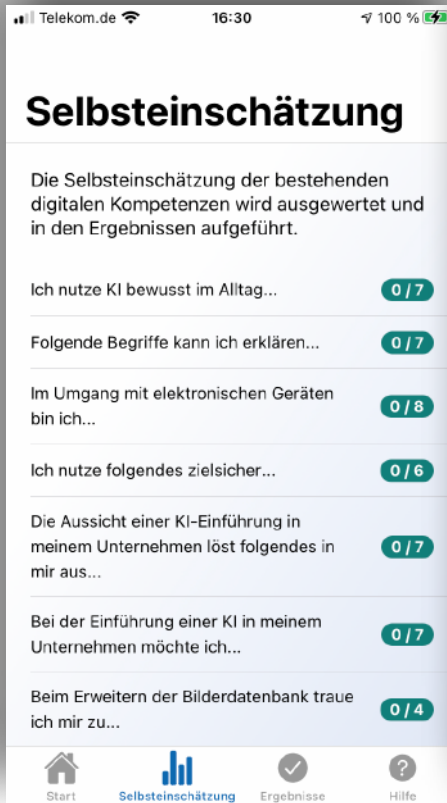 Telekom.de 16:30 100 %
Selbsteinschätzung
Die Selbsteinschätzung der bestehenden
digitalen Kompetenzen wird ausgewertet und
in den Ergebnissen aufgeführt.
Ich nutze KI bewusst im Alltag... 0/7
Folgende Begriffe kann ich erklären... 0/7
Im Umgang mit elektronischen Geräten
bin ich... 0/8
Ich nutze folgendes zielsicher... 0/6
Die Aussicht einer KI-Einführung in
meinem Unternehmen löst folgendes in
mir aus... 0/7
Bei der Einführung einer KI in meinem
Unternehmen möchte ich... 0/7
Beim Erweitern der Bilderdatenbank traue
ich mir zu... 0/4
Start Selbsteinschätzung Ergebnisse Hilfe